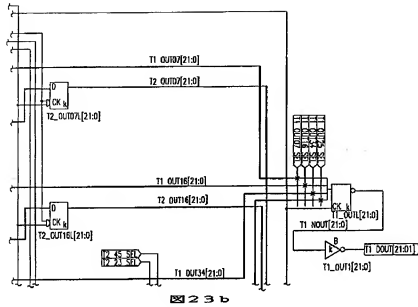 T1 OUT07[21:0]
T2 OUT07[21:0]
D
CK
k
T2_OUT07L[21:0]
T1 OUT16[21:0]
T2 OUT16[21:0]
D
CK
k
T2_OUT16L[21:0]
D
CK
k
T1_OUTL[21:0]
T1 NOUT[21:0]
T2 45 SEL
T2 23 SEL
T1 OUT34[21:0]
B
k
T1 DOUT[21:01]
T1_OUT1[21:0]
図23b